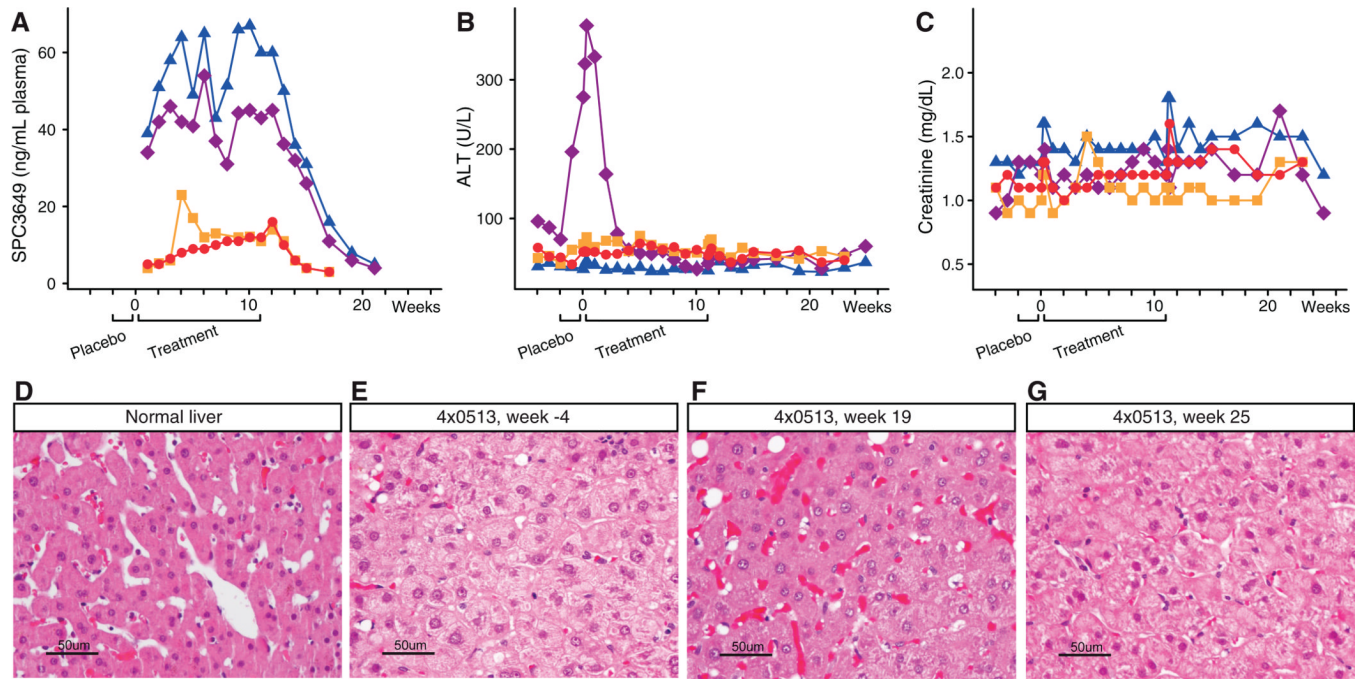 A
SPC3649 (ng/mL plasma)
60
40
20
0
0
10
20
Weeks
Placebo
Treatment
B
ALT (U/L)
300
200
100
0
10
20
Weeks
Placebo
Treatment
C
Creatinine (mg/dL)
2.0
1.5
1.0
0.5
0
10
20
Weeks
Placebo
Treatment
D
Normal liver
50um
E
4x0513, week -4
50um
F
4x0513, week 19
50um
G
4x0513, week 25
50um